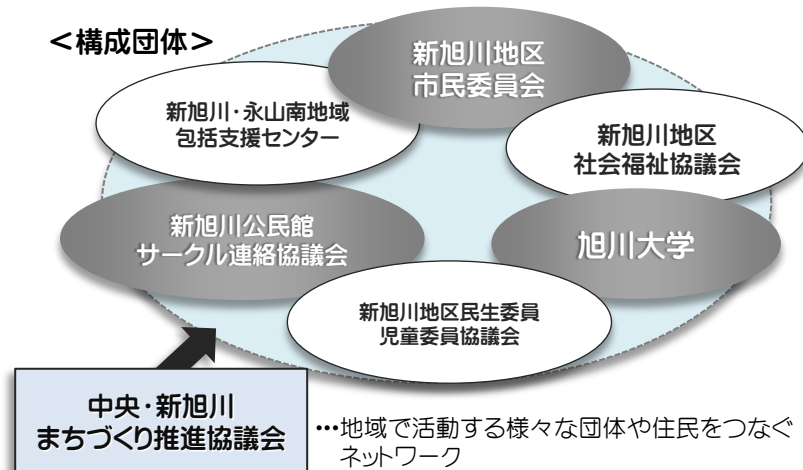 ＜構成団体＞
新旭川地区
市民委員会
新旭川・永山南地域
包括支援センター
新旭川地区
社会福祉協議会
新旭川公民館
サークル連絡協議会
旭川大学
新旭川地区民生委員
児童委員協議会
中央・新旭川
まちづくり推進協議会
…地域で活動する様々な団体や住民をつなぐ
ネットワーク